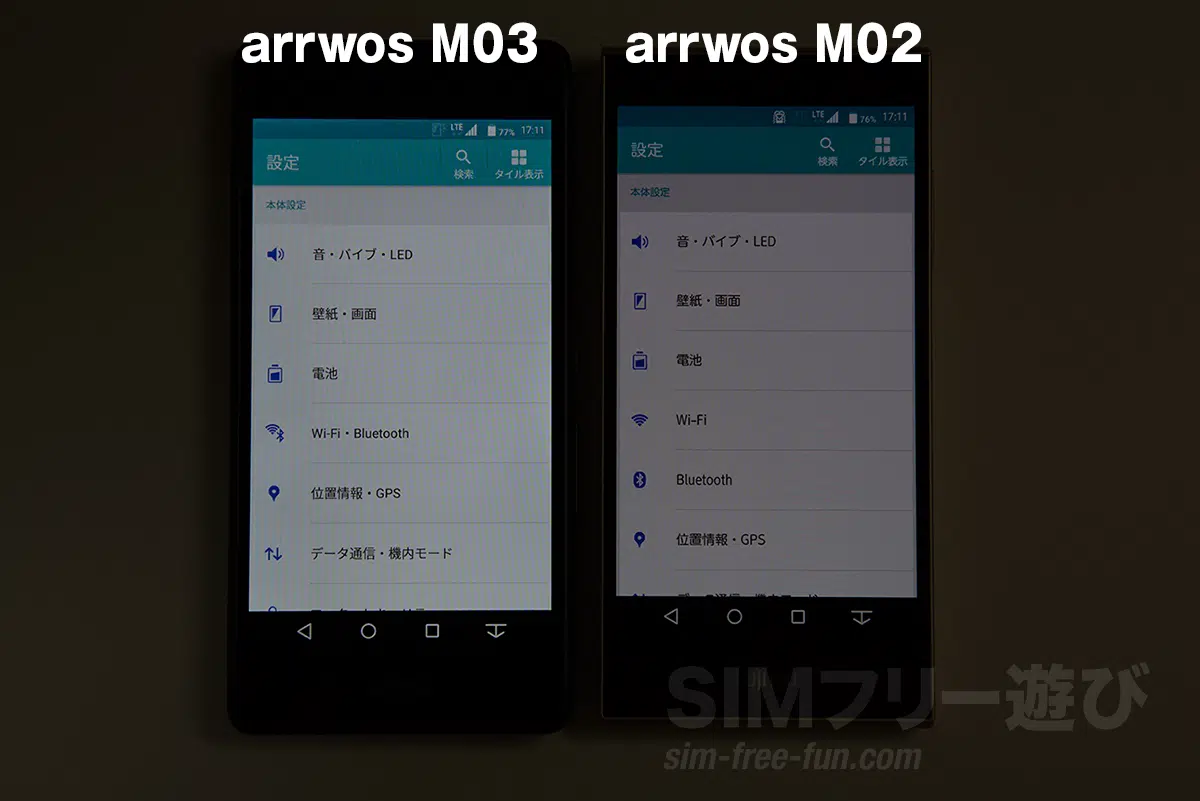 arrwos M03
LTE 77% 17:11
設定
検索
タイル表示
本体設定
音・バイブ・LED
壁紙・画面
電池
Wi-Fi・Bluetooth
位置情報・GPS
データ通信・機内モード
arrwos M02
LTE 76% 17:11
設定
検索
タイル表示
本体設定
音・バイブ・LED
壁紙・画面
電池
Wi-Fi
Bluetooth
位置情報・GPS
SIMフリー遊び
sim-free-fun.com